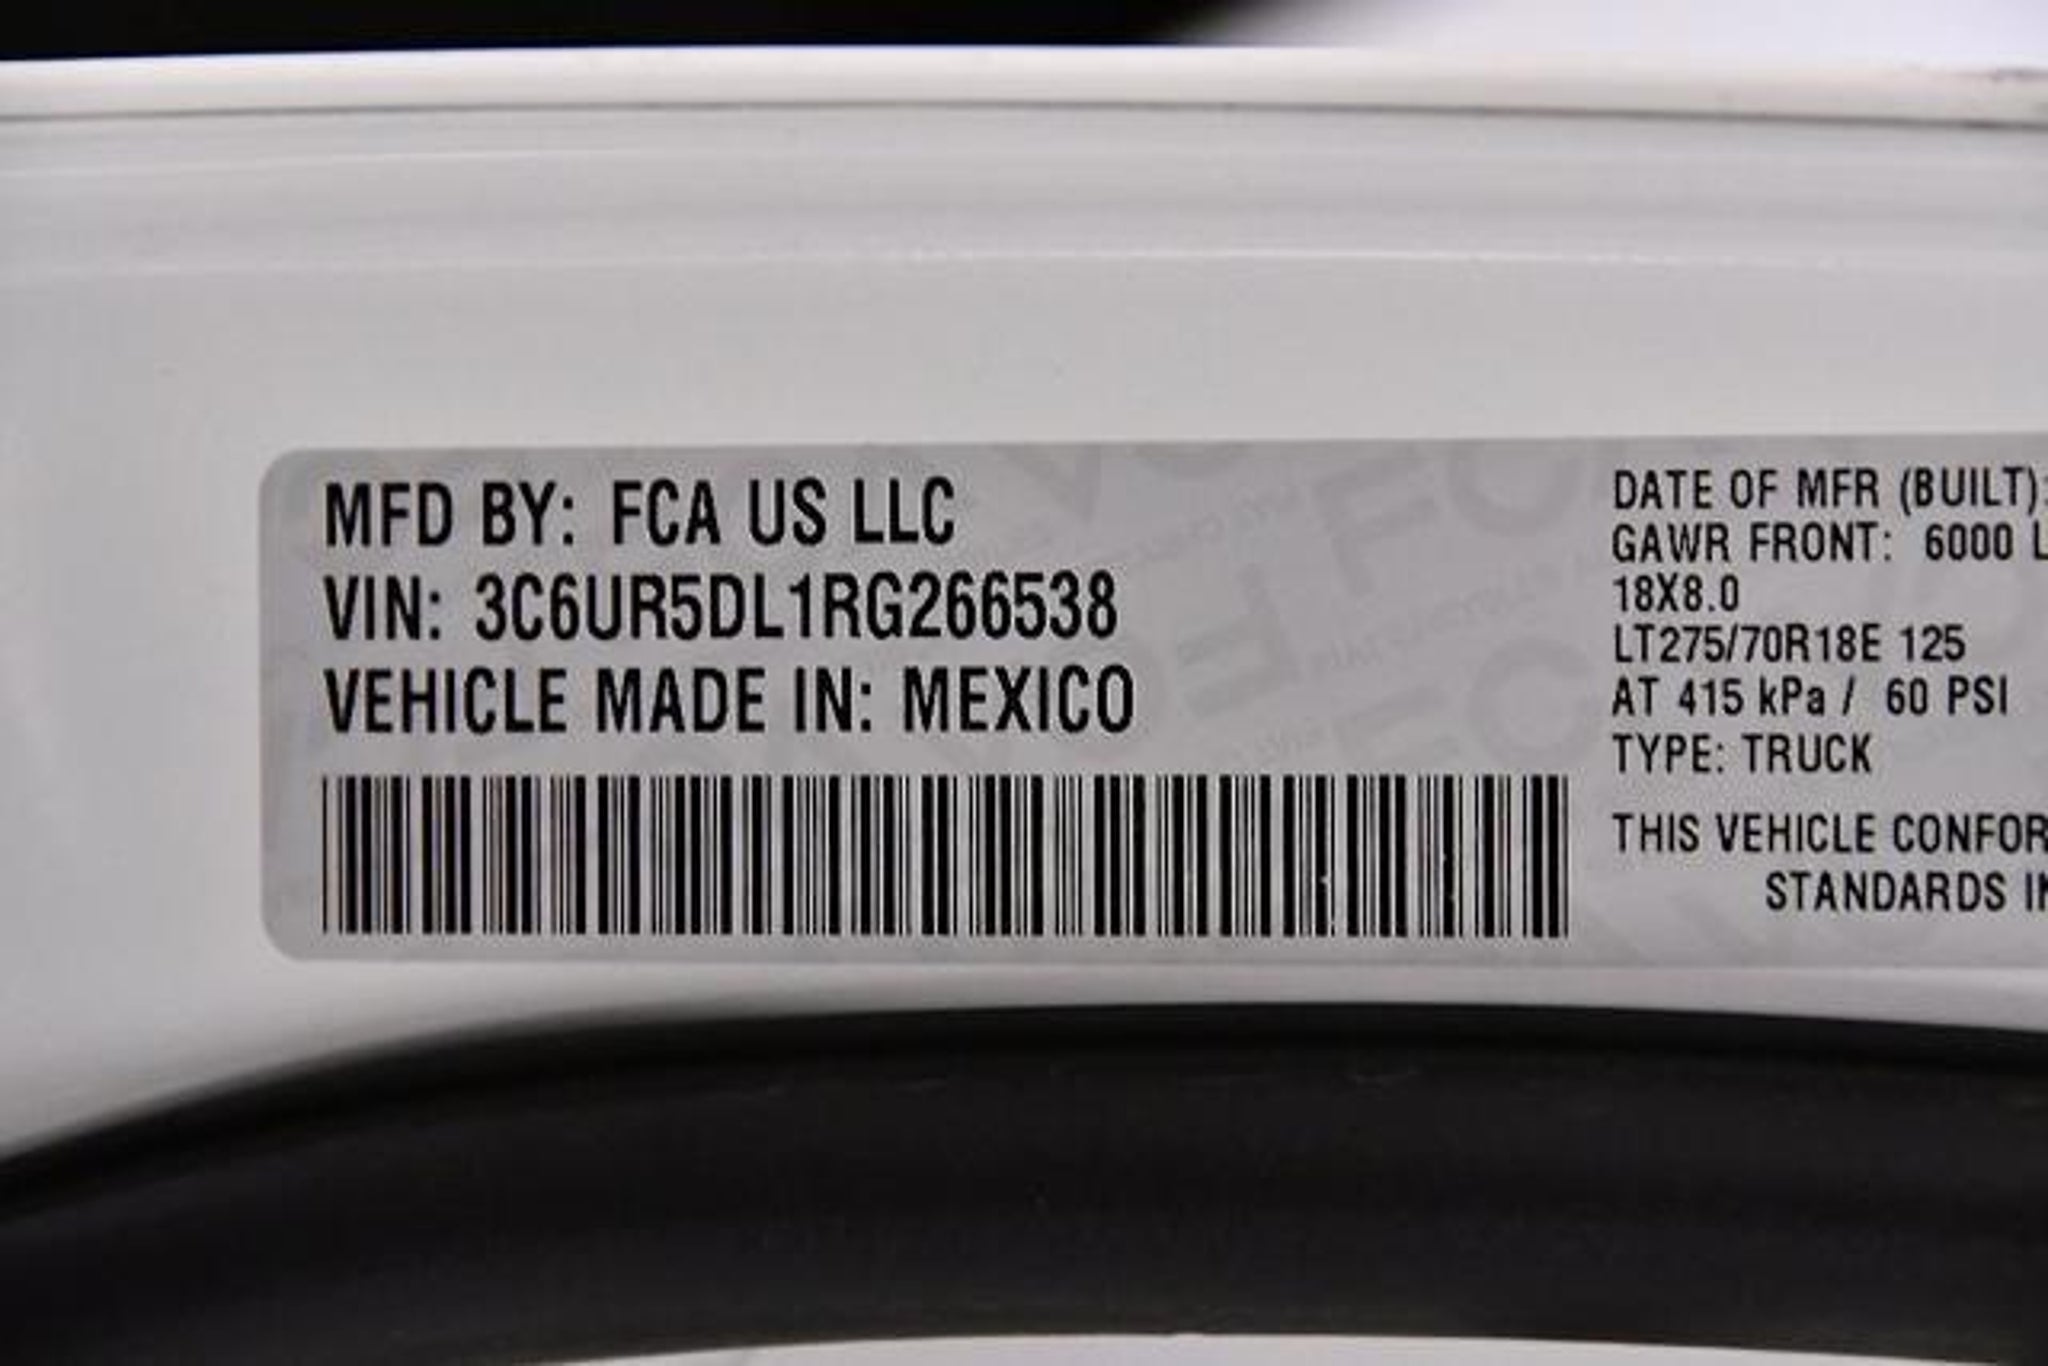 MFD BY: FCA US LLC
VIN: 3C6UR5DL1RG266538
VEHICLE MADE IN: MEXICO
DATE OF MFR (BUILT):
GAWR FRONT: 6000 L
18X8.0
LT275/70R18E 125
AT 415 kPa / 60 PSI
TYPE: TRUCK
THIS VEHICLE CONFOR
STANDARDS IN